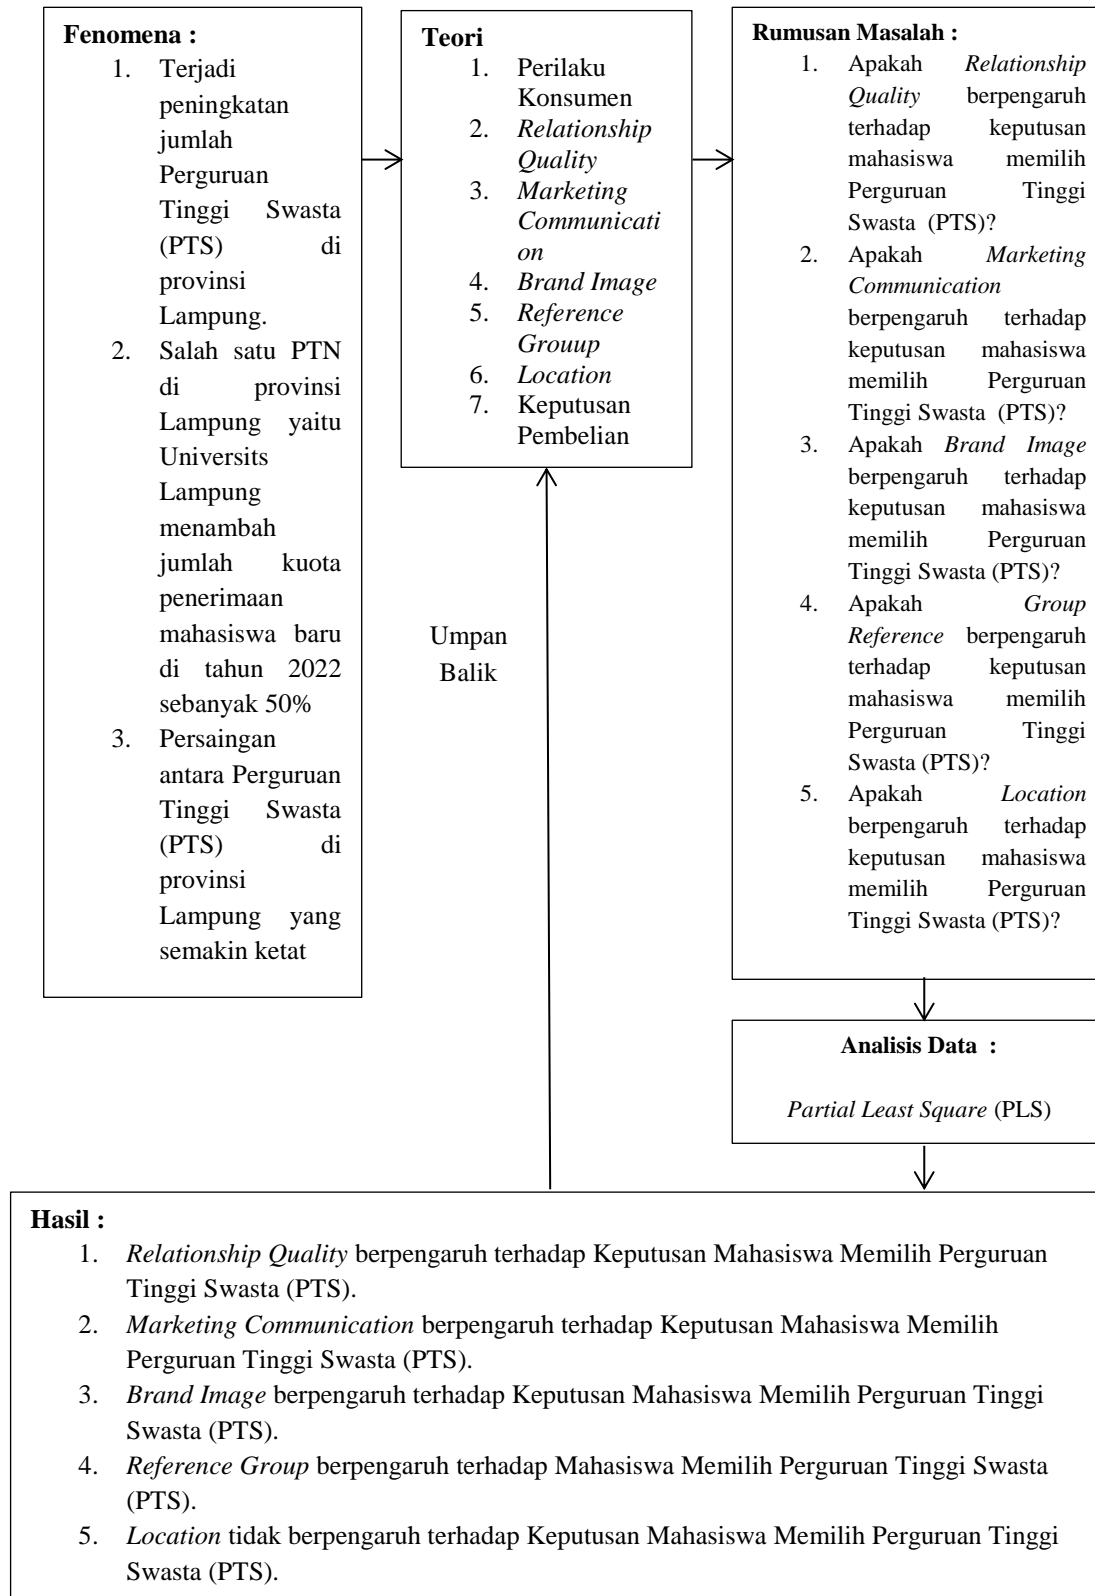 Fenomena :
1. Terjadi
peningkatan
jumlah
Perguruan
Tinggi Swasta
(PTS) di
provinsi
Lampung.
2. Salah satu PTN
di provinsi
Lampung yaitu
Universits
Lampung
menambah
jumlah kuota
penerimaan
mahasiswa baru
di tahun 2022
sebanyak 50%
3. Persaingan
antara Perguruan
Tinggi Swasta
(PTS) di
provinsi
Lampung yang
semakin ketat
Teori
1. Perilaku
Konsumen
2. Relationship
Quality
3. Marketing
Communicati
on
4. Brand Image
5. Reference
Grouup
6. Location
7. Keputusan
Pembelian
Rumusan Masalah :
1. Apakah Relationship
Quality berpengaruh
terhadap keputusan
mahasiswa memilih
Perguruan Tinggi
Swasta (PTS)?
2. Apakah Marketing
Communication
berpengaruh terhadap
keputusan mahasiswa
memilih Perguruan
Tinggi Swasta (PTS)?
3. Apakah Brand Image
berpengaruh terhadap
keputusan mahasiswa
memilih Perguruan
Tinggi Swasta (PTS)?
4. Apakah Group
Reference berpengaruh
terhadap keputusan
mahasiswa memilih
Perguruan Tinggi
Swasta (PTS)?
5. Apakah Location
berpengaruh terhadap
keputusan mahasiswa
memilih Perguruan
Tinggi Swasta (PTS)?
Umpan
Balik
Analisis Data :
Partial Least Square (PLS)
Hasil :
1. Relationship Quality berpengaruh terhadap Keputusan Mahasiswa Memilih Perguruan
Tinggi Swasta (PTS).
2. Marketing Communication berpengaruh terhadap Keputusan Mahasiswa Memilih
Perguruan Tinggi Swasta (PTS).
3. Brand Image berpengaruh terhadap Keputusan Mahasiswa Memilih Perguruan Tinggi
Swasta (PTS).
4. Reference Group berpengaruh terhadap Mahasiswa Memilih Perguruan Tinggi Swasta
(PTS).
5. Location tidak berpengaruh terhadap Keputusan Mahasiswa Memilih Perguruan Tinggi
Swasta (PTS).